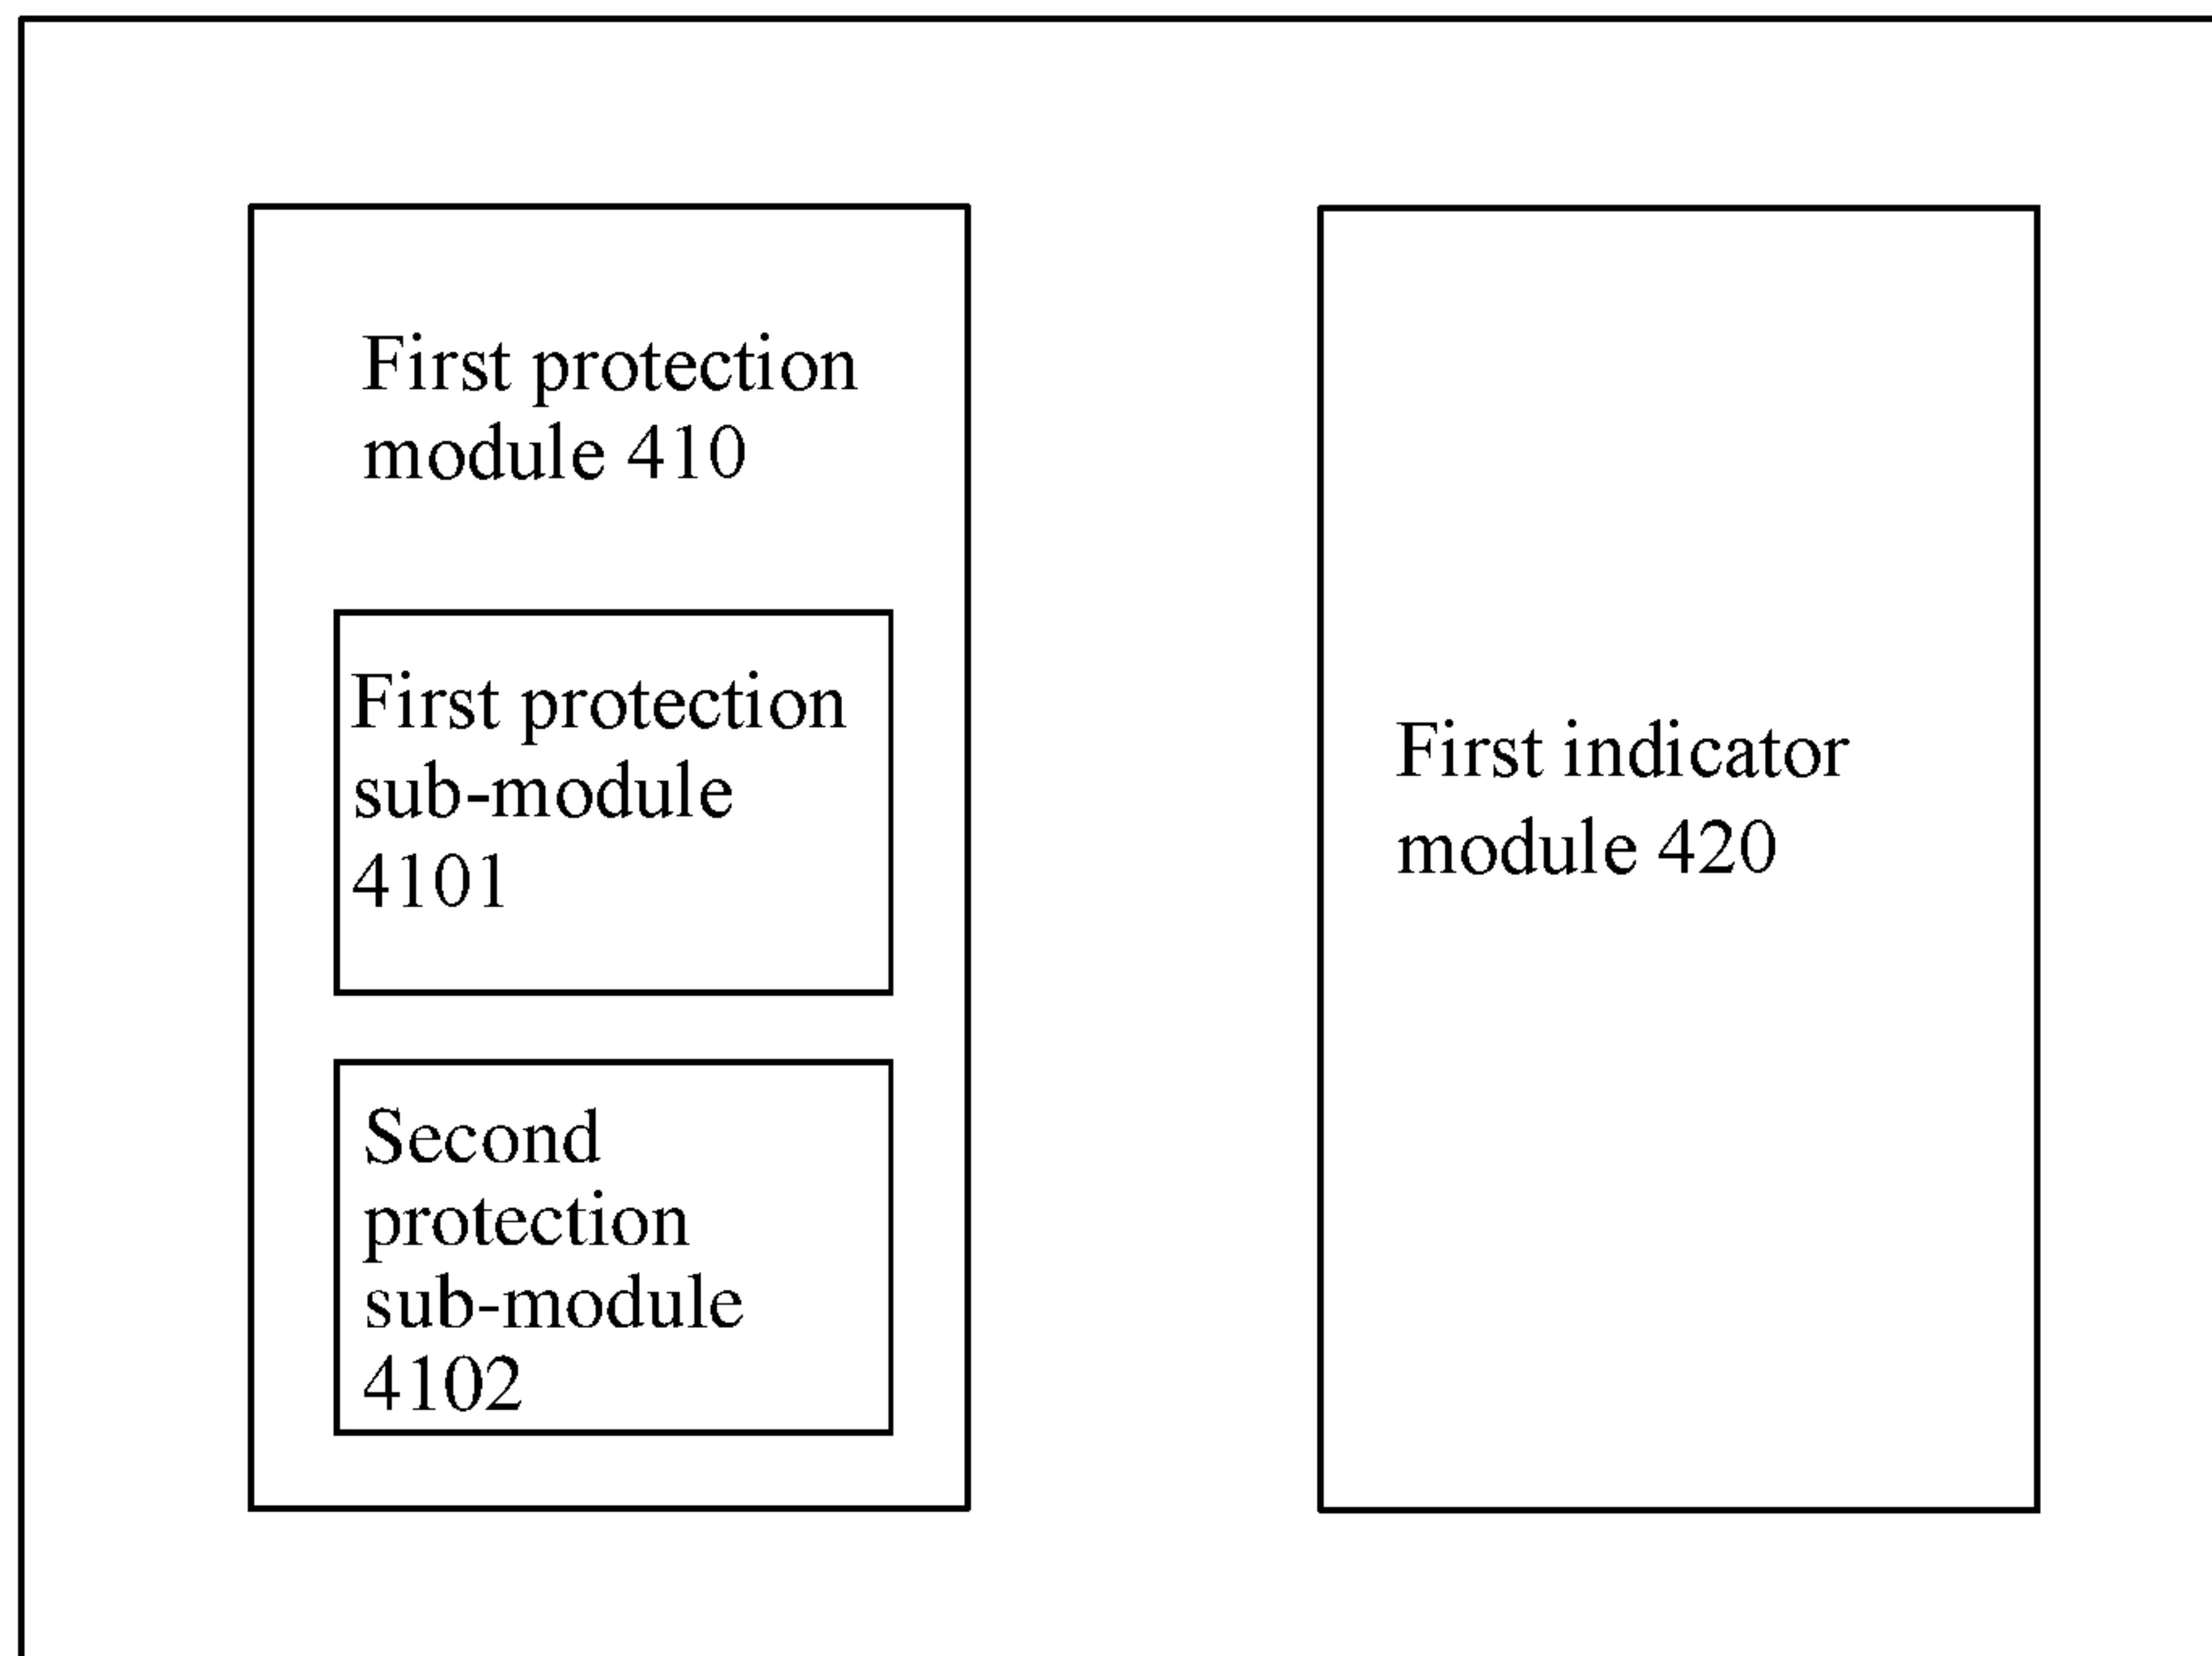 First protection
module 410
First protection
sub-module
4101
Second
protection
sub-module
4102
First indicator
module 420